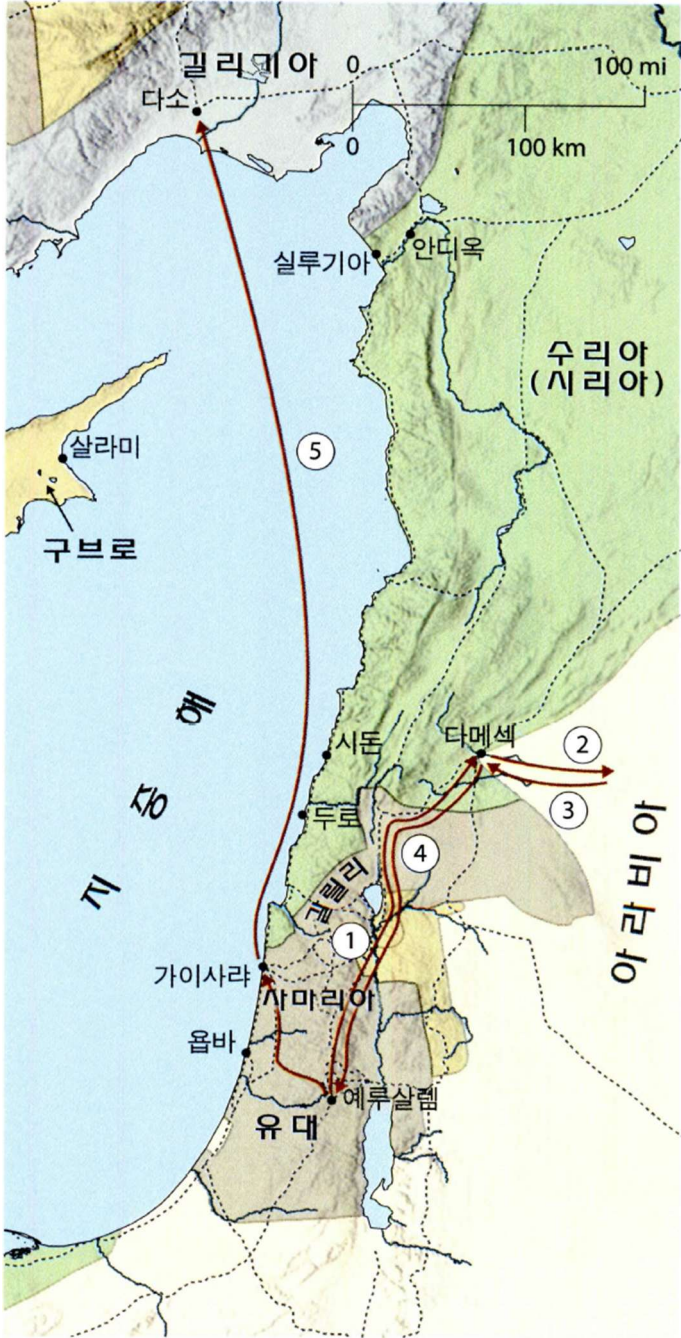 길리기아
0 100 mi
다소
0 100 km
실루기아
안디옥
수리아
(시리아)
살라미
⑤
구브로
지중해
시돈
다메섹
②
③
두로
④
갈릴리
아라비아
①
가이사랴
사마리아
욥바
예루살렘
유대